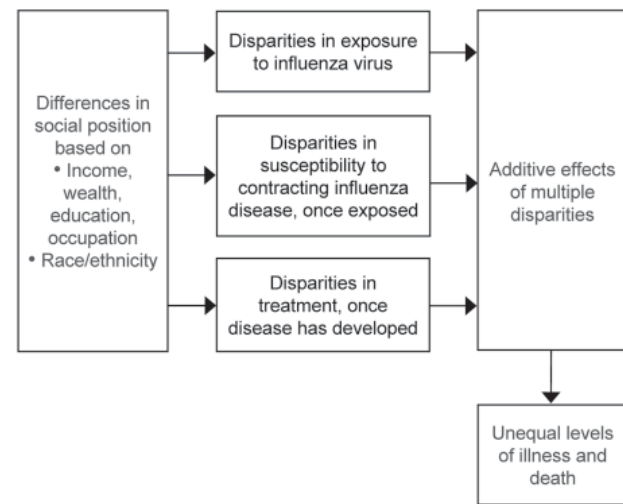 Differences in
social position
based on
• Income,
wealth,
education,
occupation
• Race/ethnicity
Disparities in exposure
to influenza virus
Disparities in
susceptibility to
contracting influenza
disease, once exposed
Disparities in
treatment, once
disease has developed
Additive effects
of multiple
disparities
Unequal levels
of illness and
death